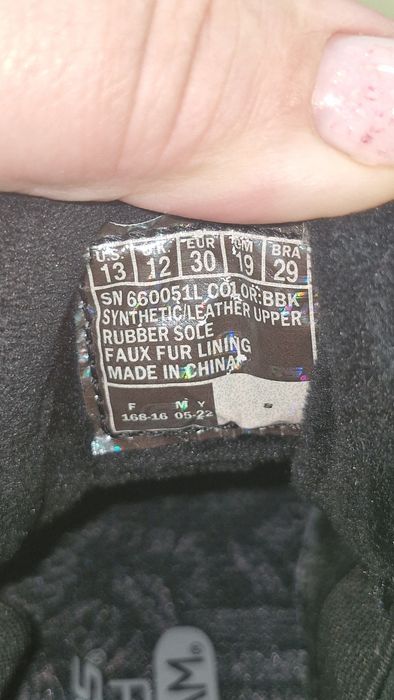 U.S. UK EUR CM BRA
13 12 30 19 29
SN 660051L COLOR:BBK
SYNTHETIC/LEATHER UPPER
RUBBER SOLE
FAUX FUR LINING
MADE IN CHINA
F M Y
168-16 05-22
S